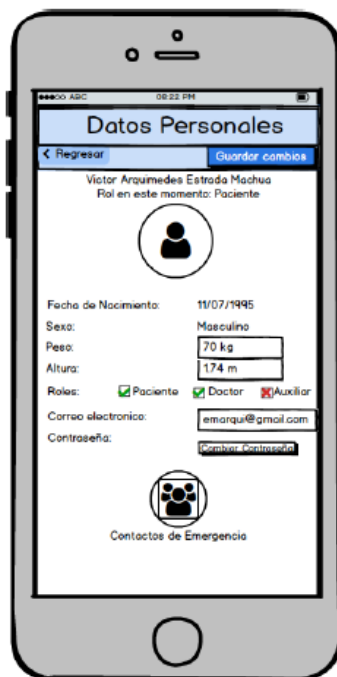 ABC 08:22 PM
Datos Personales
Regresar Guardar cambios
Victor Arquimedes Estrada Machua
Rol en este momento: Paciente
Fecha de Nacimiento: 11/07/1995
Sexo: Masculino
Peso: 70 kg
Altura: 1.74 m
Roles: Paciente Doctor Auxiliar
Correo electronico: emarqui@gmail.com
Contraseña: Cambiar Contraseña
Contactos de Emergencia